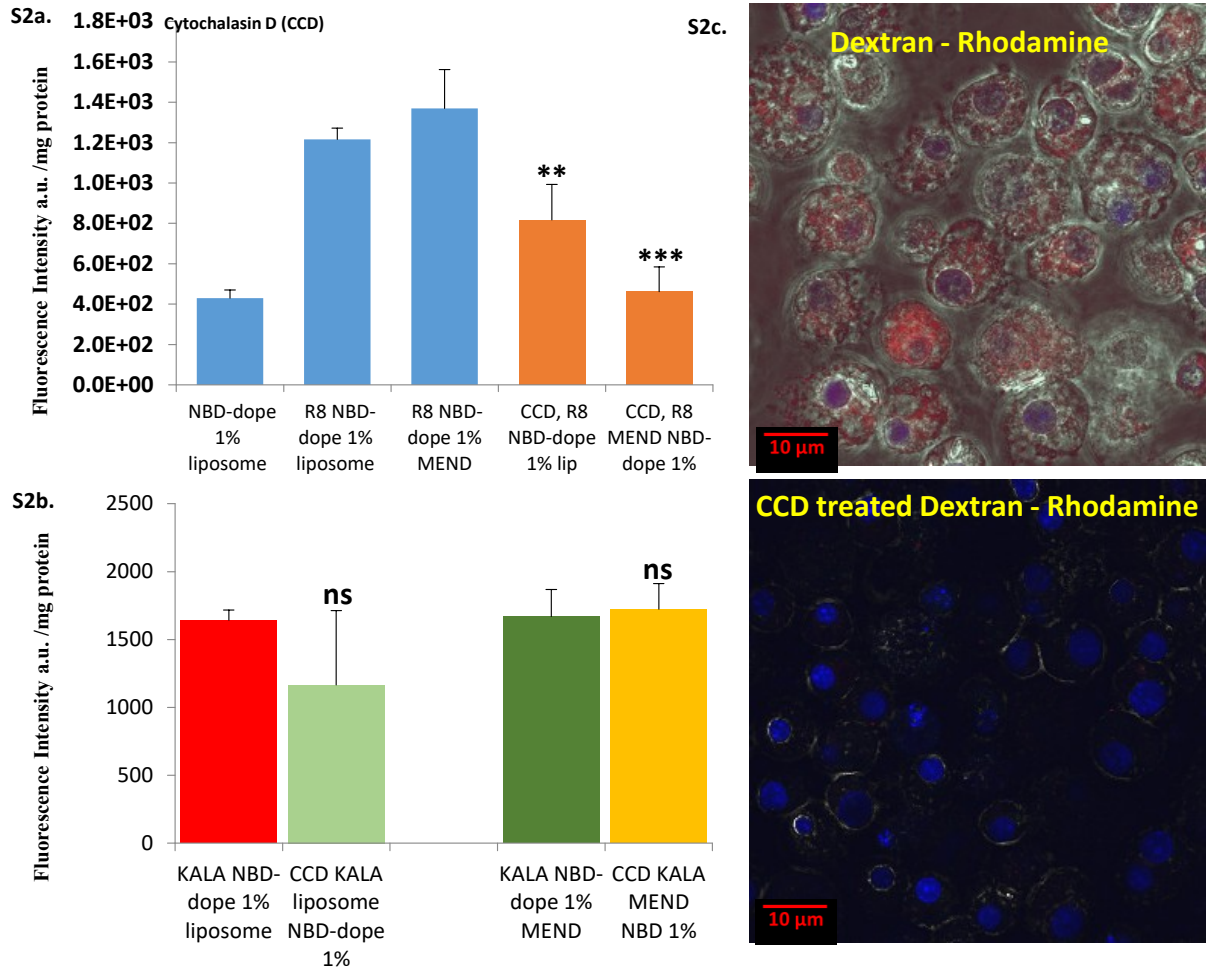 S2a.
Cytochalasin D (CCD)
Fluorescence Intensity a.u. /mg protein
1.8E+03
1.6E+03
1.4E+03
1.2E+03
1.0E+03
8.0E+02
6.0E+02
4.0E+02
2.0E+02
0.0E+00
**
***
NBD-dope
1%
liposome
R8 NBD-
dope 1%
liposome
R8 NBD-
dope 1%
MEND
CCD, R8
NBD-dope
1% lip
CCD, R8
MEND NBD-
dope 1%
S2b.
Fluorescence Intensity a.u. /mg protein
2500
2000
1500
1000
500
0
ns
ns
KALA NBD-
dope 1%
liposome
CCD KALA
liposome
NBD-dope
1%
KALA NBD-
dope 1%
MEND
CCD KALA
MEND
NBD 1%
S2c.
Dextran - Rhodamine
10 µm
CCD treated Dextran - Rhodamine
10 µm